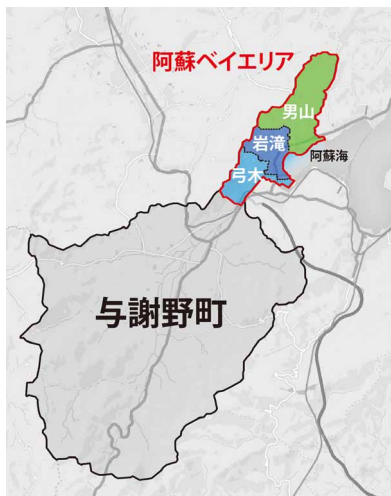 阿蘇ベイエリア
男山
岩滝
阿蘇海
弓木
与謝野町